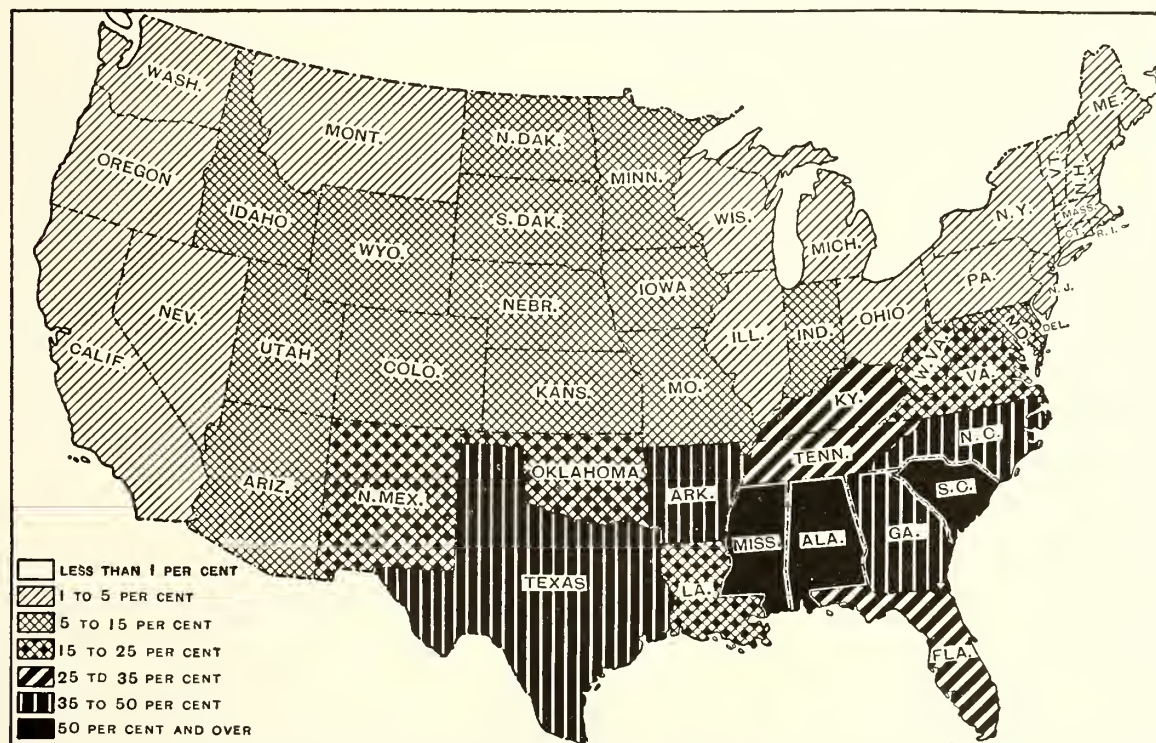 WASH.
MONT.
N.DAK.
MINN.
ME.
OREGON
IDAHO
S.DAK.
WIS.
MICH.
N.Y.
VT.
N.H.
MASS.
CT.
R.I.
WYO.
NEBR.
IOWA
PA.
N.J.
NEV.
UTAH
COLO.
KANS.
MO.
ILL.
IND.
OHIO
W.VA.
VA.
MD.
DEL.
CALIF.
KY.
ARIZ.
N.MEX.
OKLAHOMA
ARK.
TENN.
N.C.
S.C.
TEXAS
LA.
MISS.
ALA.
GA.
FLA.
LESS THAN 1 PER CENT
1 TO 5 PER CENT
5 TO 15 PER CENT
15 TO 25 PER CENT
25 TO 35 PER CENT
35 TO 50 PER CENT
50 PER CENT AND OVER